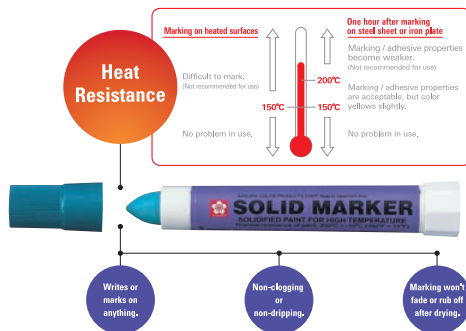 Marking on heated surfaces
One hour after marking
on steel sheet or iron plate
Heat
Resistance
Difficult to mark.
(Not recommended for use)
150℃
No problem in use.
200℃
150℃
Marking / adhesive properties
become weaker.
(Not recommended for use)
Marking / adhesive properties
are acceptable, but color
yellows slightly.
No problem in use.
SOLID MARKER
SOLIDIFIED PAINT FOR HIGH TEMPERATURE
Writes or
marks on
anything.
Non-clogging
or
non-dripping.
Marking won't
fade or rub off
after drying.